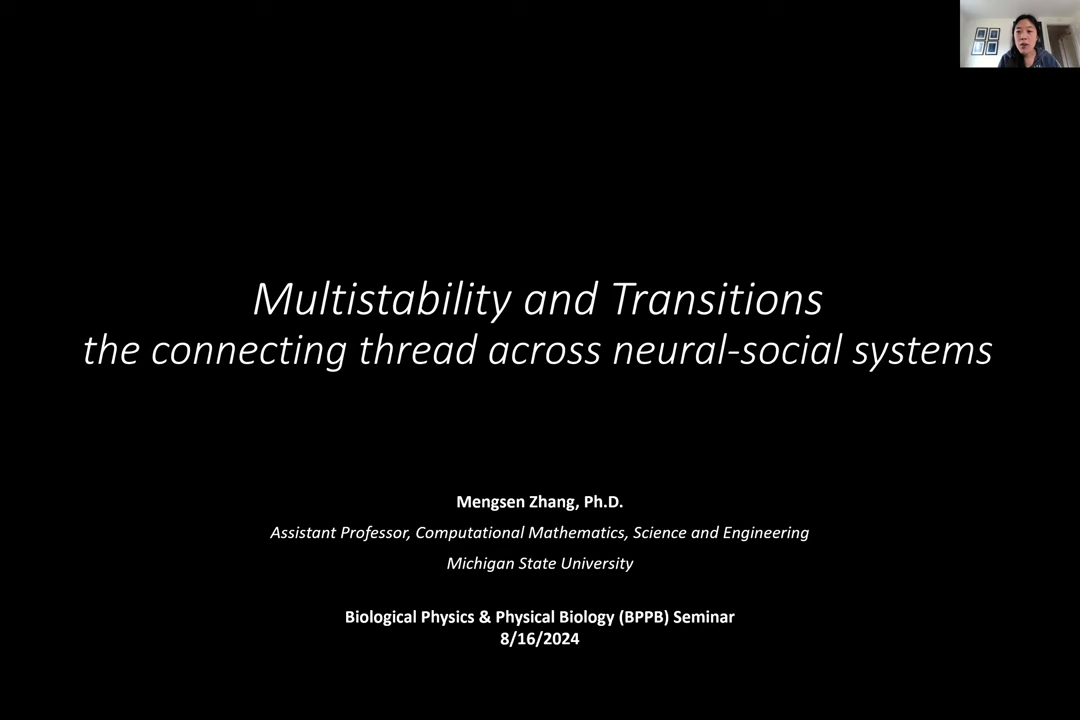 Multistability and Transitions
the connecting thread across neural-social systems
Mengsen Zhang, Ph.D.
Assistant Professor, Computational Mathematics, Science and Engineering
Michigan State University
Biological Physics & Physical Biology (BPPB) Seminar
8/16/2024